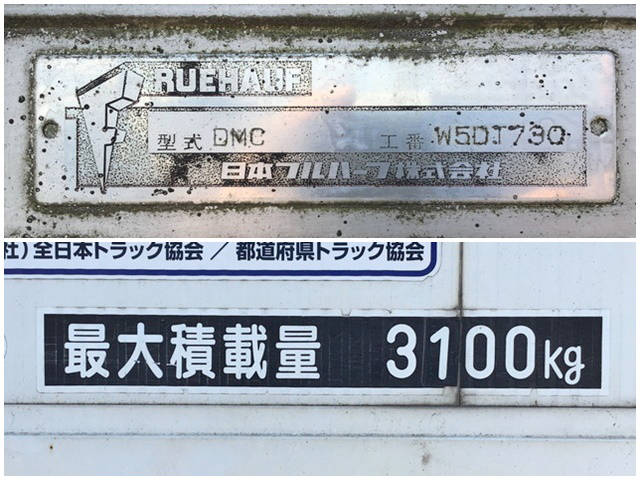 RUEHAUF
型式 DMC 工番 W5DJ730
日本フルハーフ株式会社
社)全日本トラック協会 / 都道府県トラック協会
最大積載量 3100kg